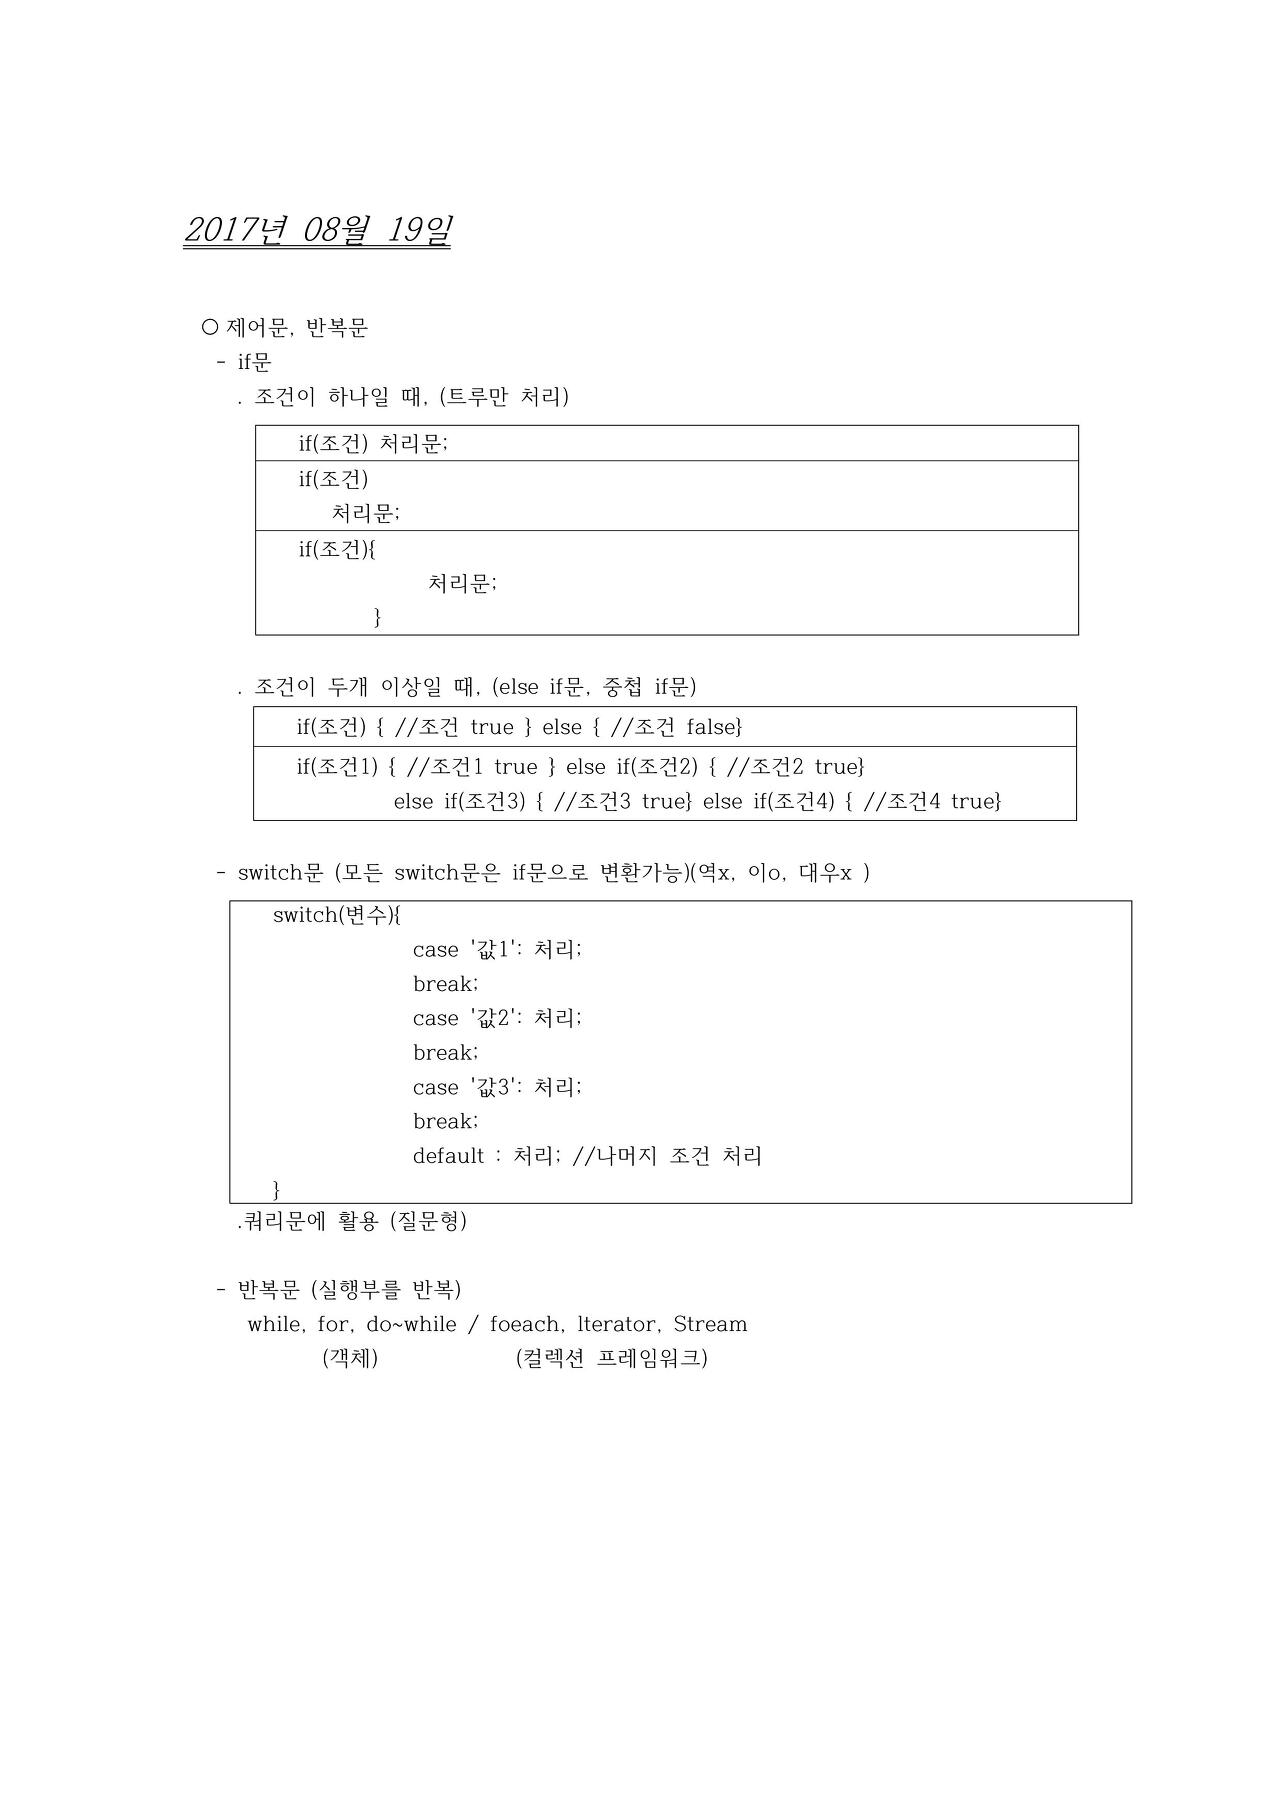 2017년 08월 19일
○ 제어문, 반복문
- if문
. 조건이 하나일 때, (트루만 처리)
if(조건) 처리문;
if(조건)
처리문;
if(조건){
처리문;
}
. 조건이 두개 이상일 때, (else if문, 중첩 if문)
if(조건) { //조건 true } else { //조건 false}
if(조건1) { //조건1 true } else if(조건2) { //조건2 true}
else if(조건3) { //조건3 true} else if(조건4) { //조건4 true}
- switch문 (모든 switch문은 if문으로 변환가능)(역x, 이o, 대우x )
switch(변수){
case '값1': 처리;
break;
case '값2': 처리;
break;
case '값3': 처리;
break;
default : 처리; //나머지 조건 처리
}
.쿼리문에 활용 (질문형)
- 반복문 (실행부를 반복)
while, for, do~while / foeach, lterator, Stream
(객체) (컬렉션 프레임워크)